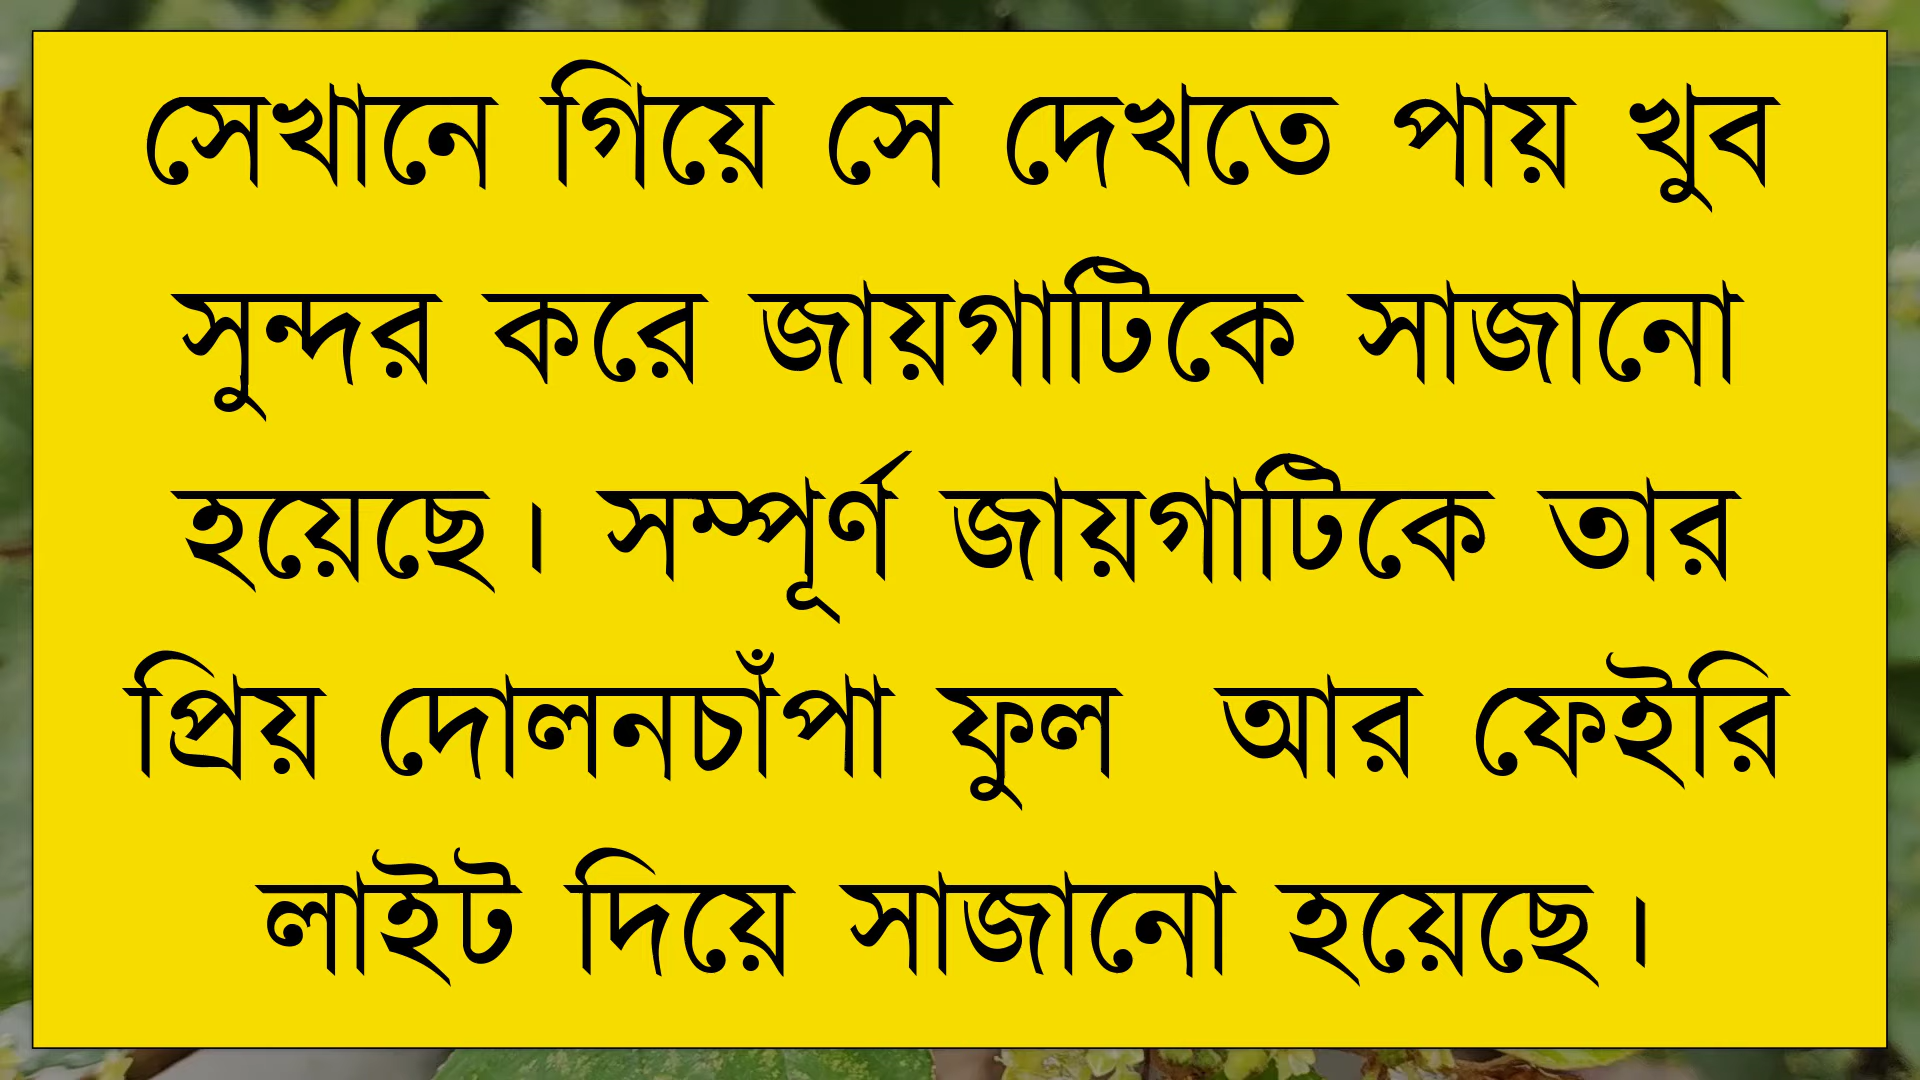 সেখানে গিয়ে সে দেখতে পায় খুব
সুন্দর করে জায়গাটিকে সাজানো
হয়েছে। সম্পূর্ণ জায়গাটিকে তার
প্রিয় দোলনচাঁপা ফুল  আর ফেইরি
লাইট দিয়ে সাজানো হয়েছে।